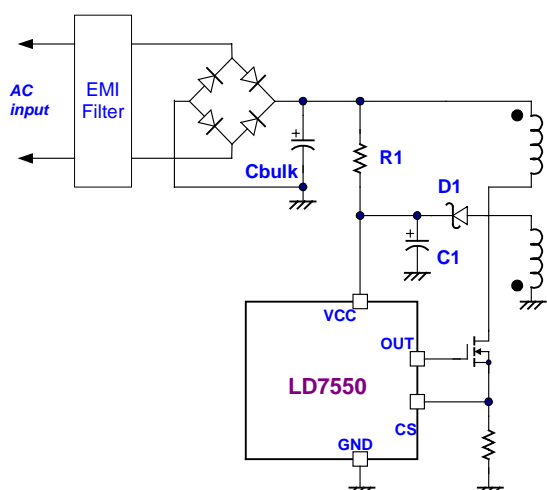 AC
input
EMI
Filter
+
Cbulk
R1
D1
+
C1
VCC
OUT
LD7550
CS
GND